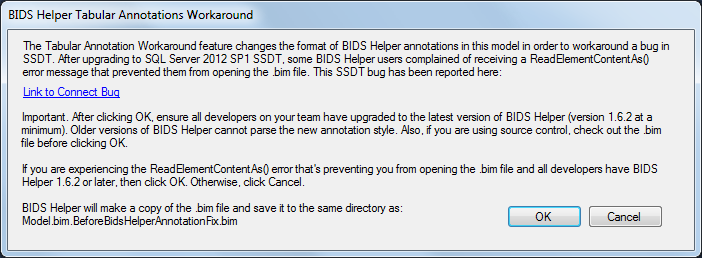 BIDS Helper Tabular Annotations Workaround
The Tabular Annotation Workaround feature changes the format of BIDS Helper annotations in this model in order to workaround a bug in
SSDT. After upgrading to SQL Server 2012 SP1 SSDT, some BIDS Helper users complained of receiving a ReadElementContentAs()
error message that prevented them from opening the .bim file. This SSDT bug has been reported here:
Link to Connect Bug
Important. After clicking OK, ensure all developers on your team have upgraded to the latest version of BIDS Helper (version 1.6.2 at a
minimum). Older versions of BIDS Helper cannot parse the new annotation style. Also, if you are using source control, check out the .bim
file before clicking OK.
If you are experiencing the ReadElementContentAs() error that's preventing you from opening the .bim file and all developers have BIDS
Helper 1.6.2 or later, then click OK. Otherwise, click Cancel.
BIDS Helper will make a copy of the .bim file and save it to the same directory as:
Model.bim.BeforeBidsHelperAnnotationFix.bim
OK
Cancel